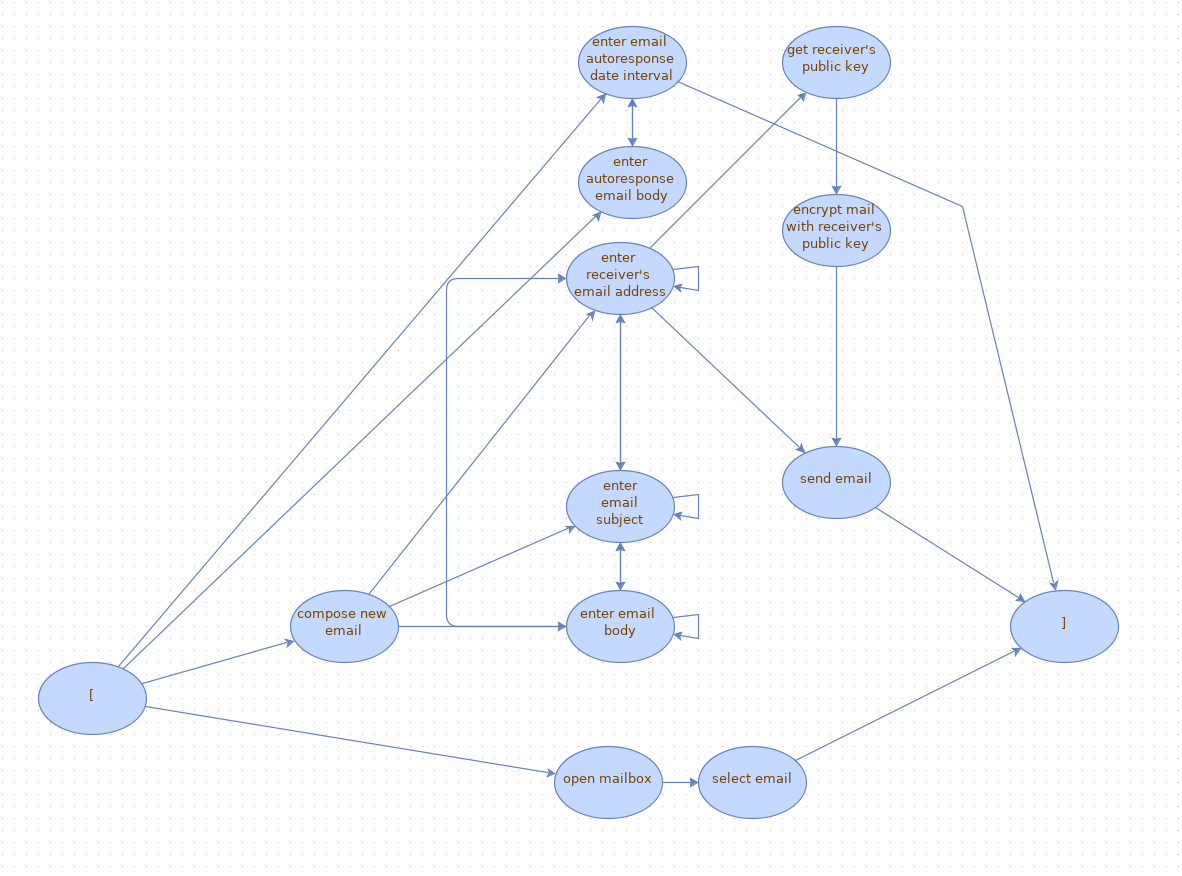 enter email
autoresponse
date interval
get receiver's
public key
enter
autoresponse
email body
encrypt mail
with receiver's
public key
enter
receiver's
email address
enter
email
subject
send email
compose new
email
enter email
body
]
[
open mailbox
select email